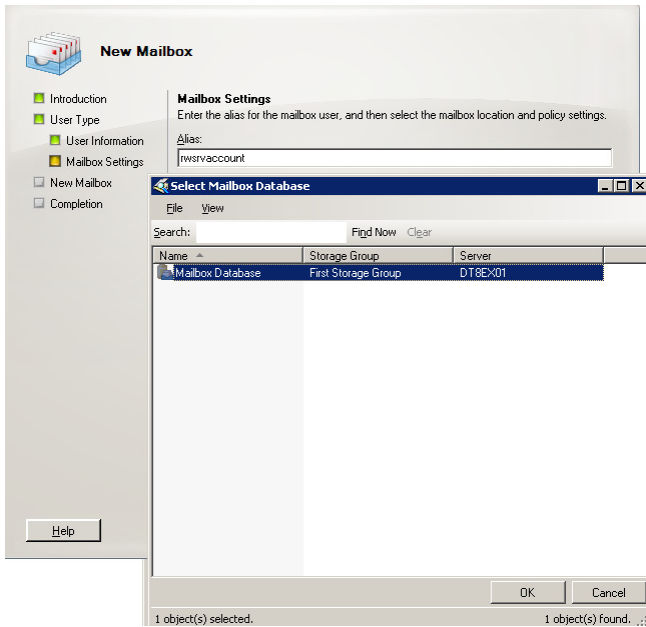 New Mailbox
Introduction
User Type
User Information
Mailbox Settings
New Mailbox
Completion
Mailbox Settings
Enter the alias for the mailbox user, and then select the mailbox location and policy settings.
Alias:
rwsrvaccount
Select Mailbox Database
File View
Search: Find Now Clear
Name Storage Group Server
Mailbox Database First Storage Group DT8EX01
Help
OK Cancel
1 object(s) selected. 1 object(s) found.